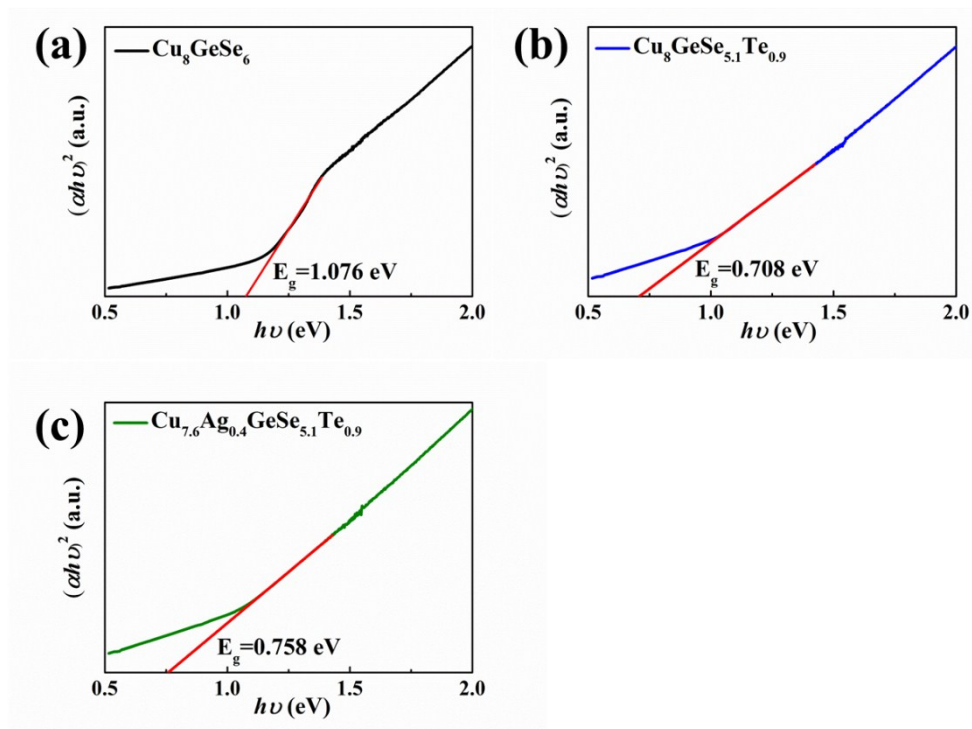 (a)
Cu8GeSe6
(αhυ)2 (a.u.)
Eg=1.076 eV
0.5 1.0 1.5 2.0
hυ (eV)
(b)
Cu8GeSe5.1Te0.9
(αhυ)2 (a.u.)
Eg=0.708 eV
0.5 1.0 1.5 2.0
hυ (eV)
(c)
Cu7.6Ag0.4GeSe5.1Te0.9
(αhυ)2 (a.u.)
Eg=0.758 eV
0.5 1.0 1.5 2.0
hυ (eV)